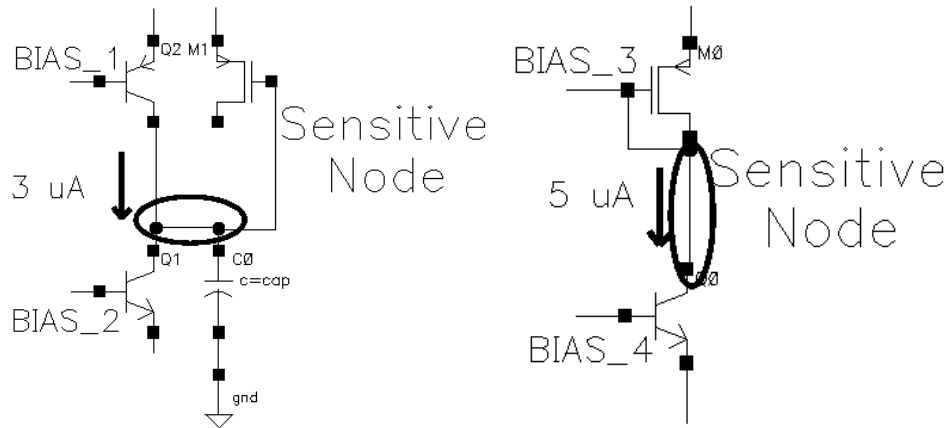 Q2 M1
BIAS_1
Sensitive
Node
3 uA
Q1 C0
c=cap
BIAS_2
gnd
M0
BIAS_3
Sensitive
Node
5 uA
Q0
BIAS_4